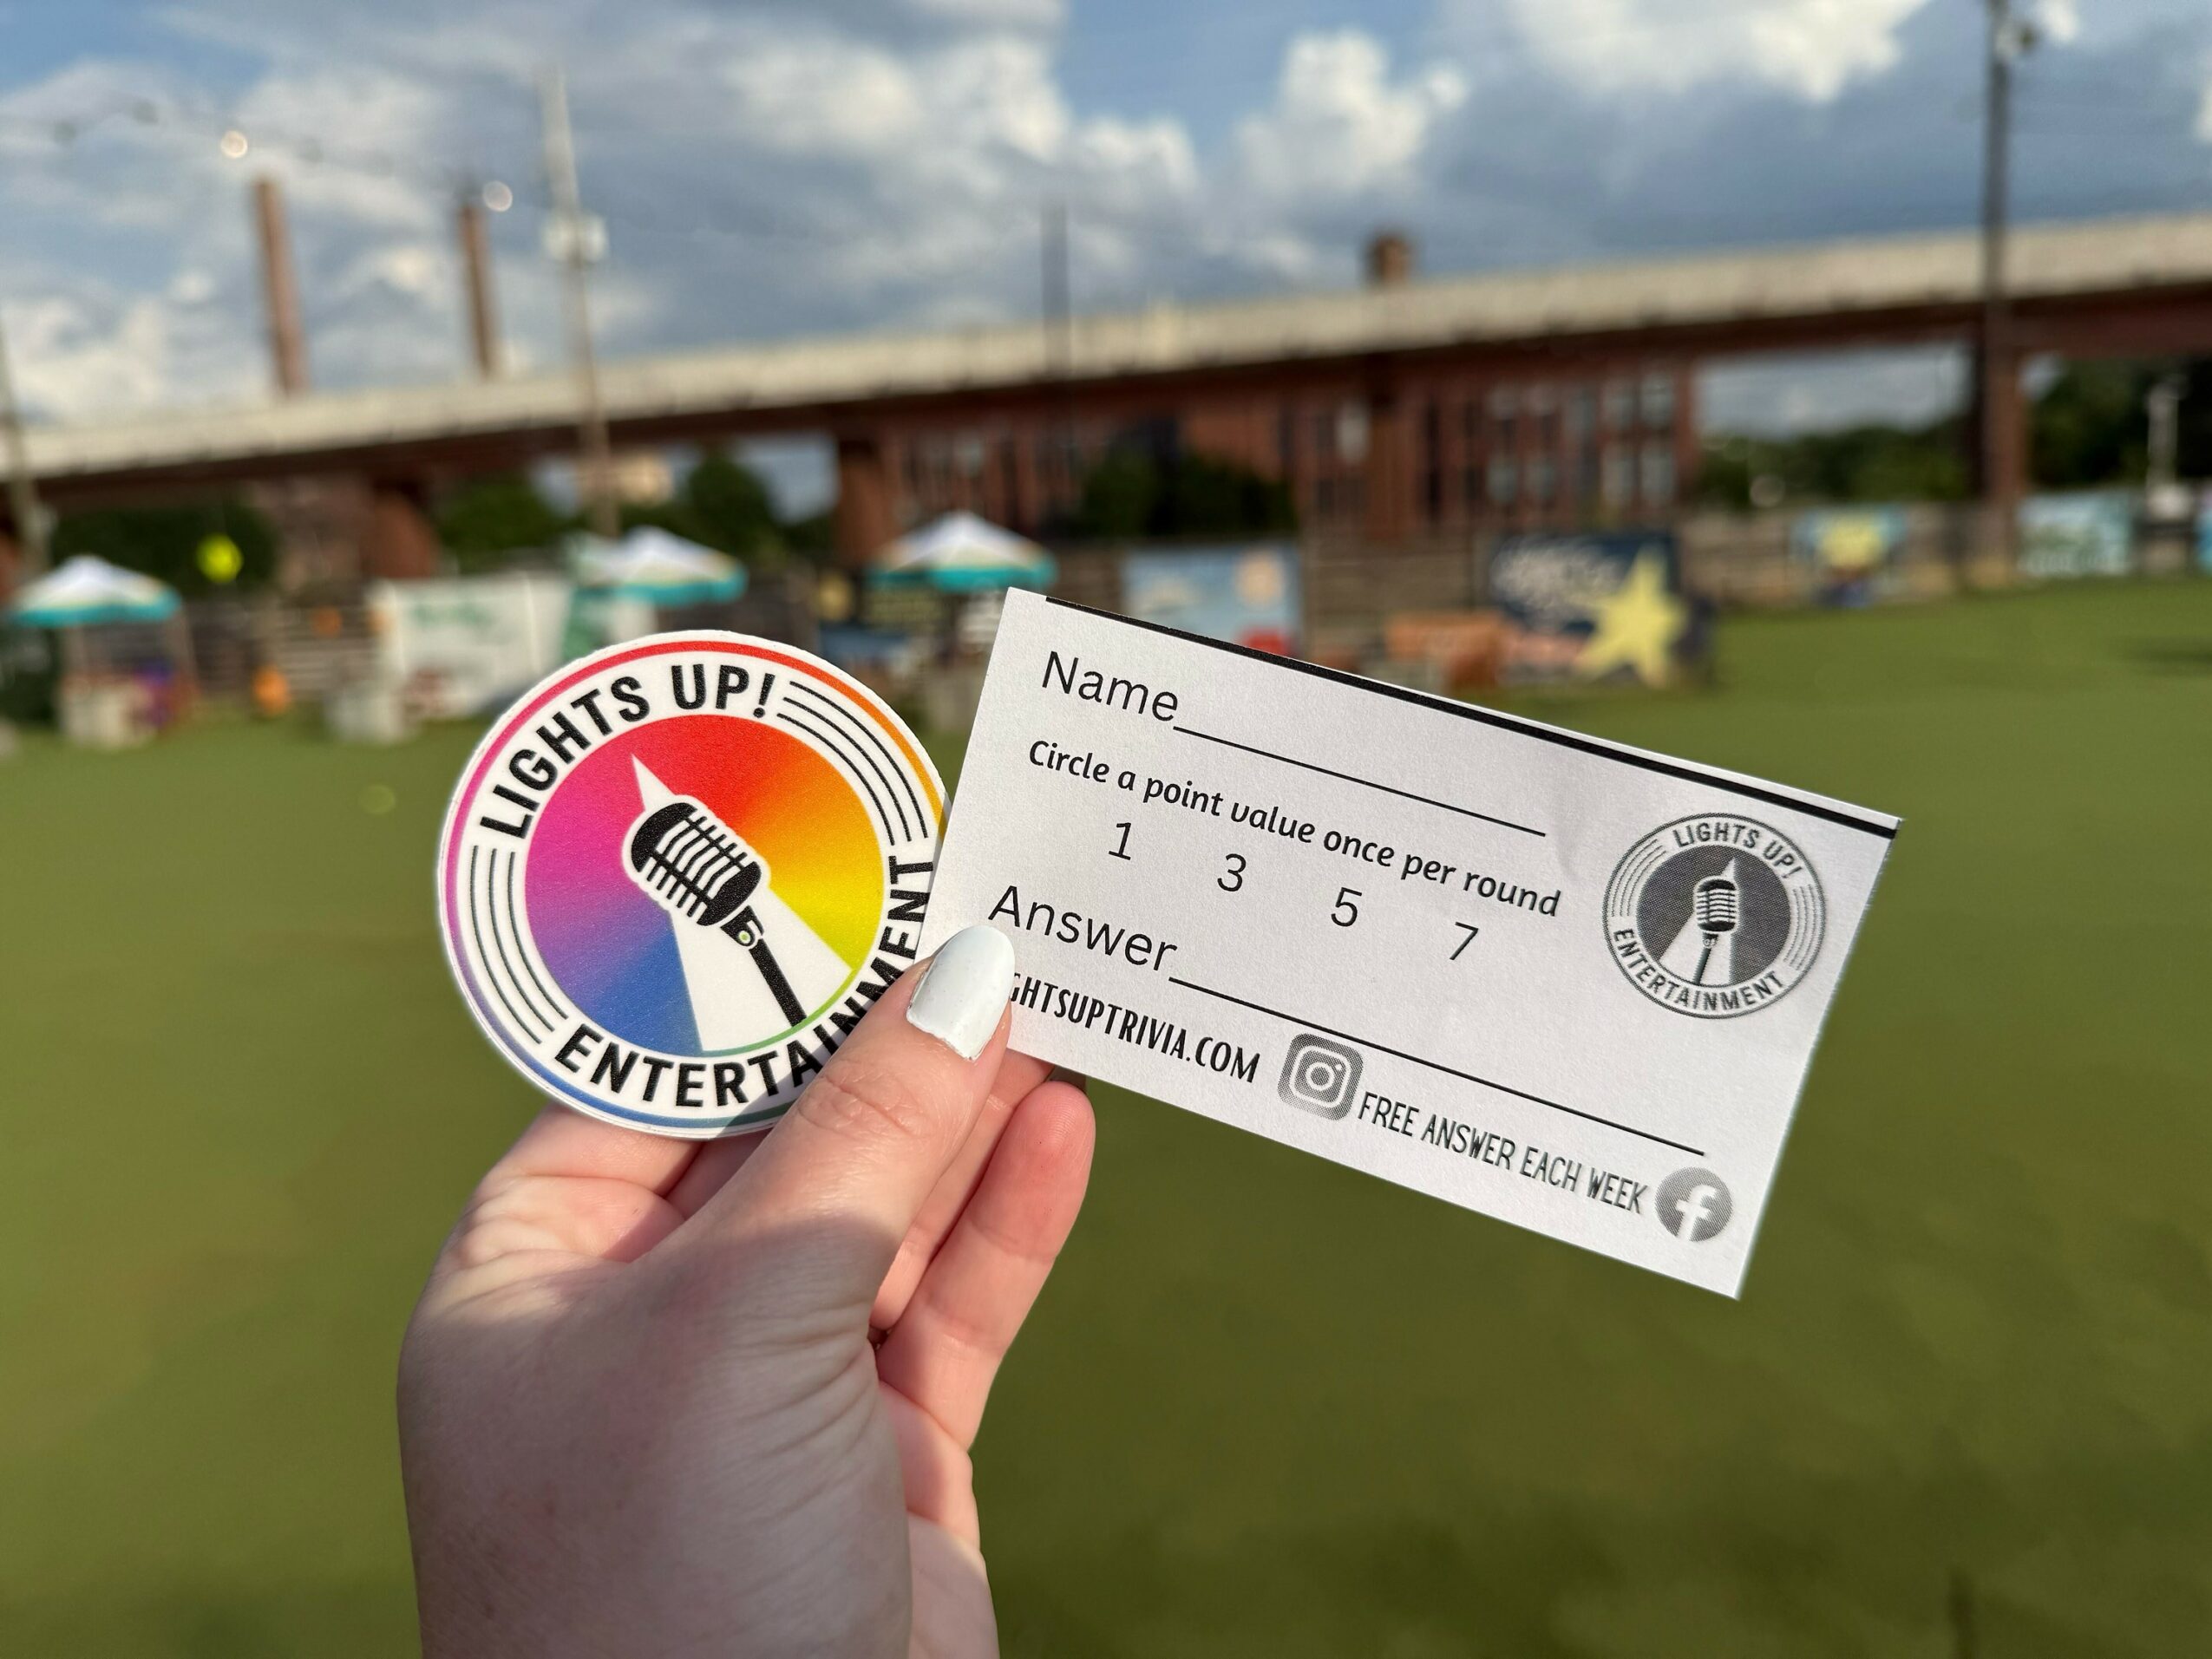 LIGHTS UP!
ENTERTAINMENT
Name
Circle a point value once per round
1 3 5 7
Answer
GHTSUPTRIVIA.COM
FREE ANSWER EACH WEEK
LIGHTS UP!
ENTERTAINMENT